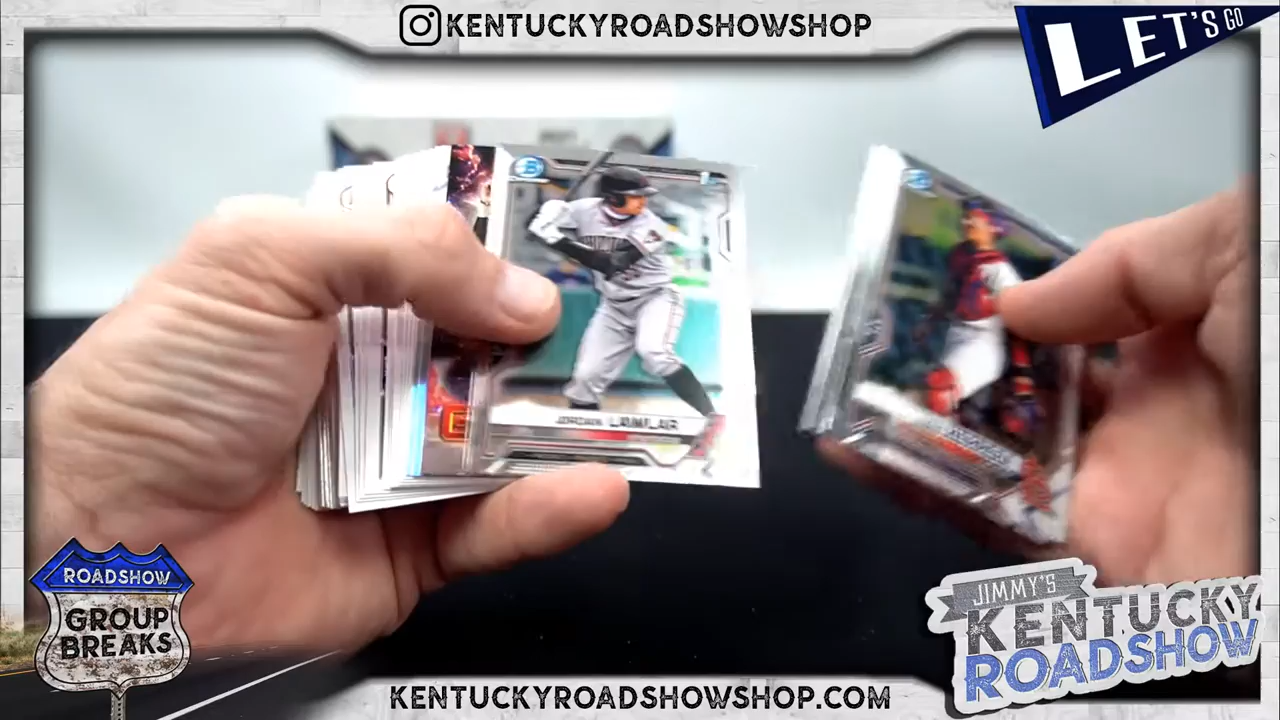 KENTUCKYROADSHOWSHOP
LET'S GO
JORDAN LAWLAR
ROADSHOW
GROUP
BREAKS
JIMMY'S
KENTUCKY
ROADSHOW
KENTUCKYROADSHOWSHOP.COM